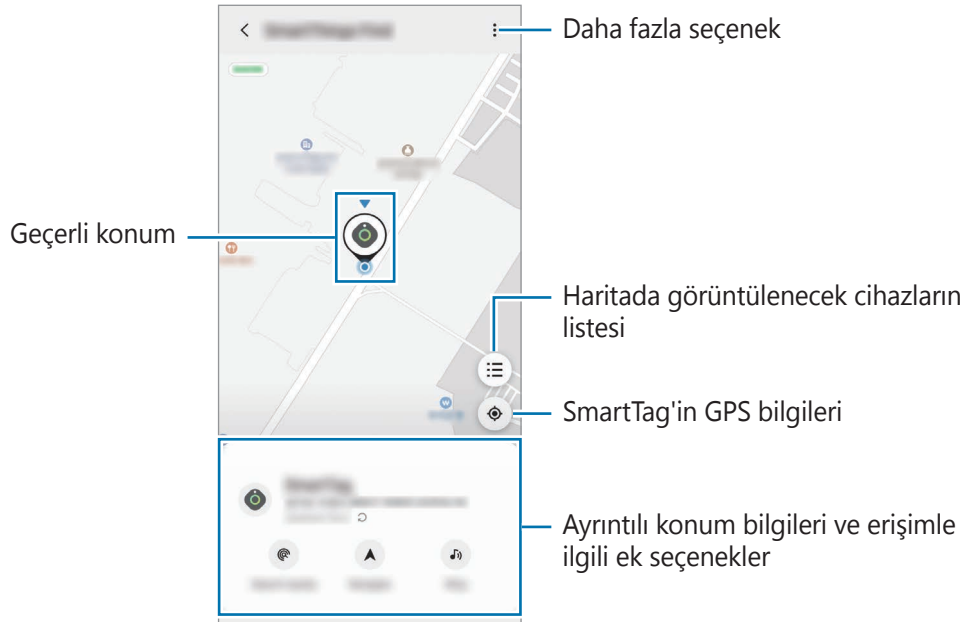 Daha fazla seçenek
Geçerli konum
Haritada görüntülenecek cihazların
listesi
SmartTag'in GPS bilgileri
Ayrıntılı konum bilgileri ve erişimle
ilgili ek seçenekler